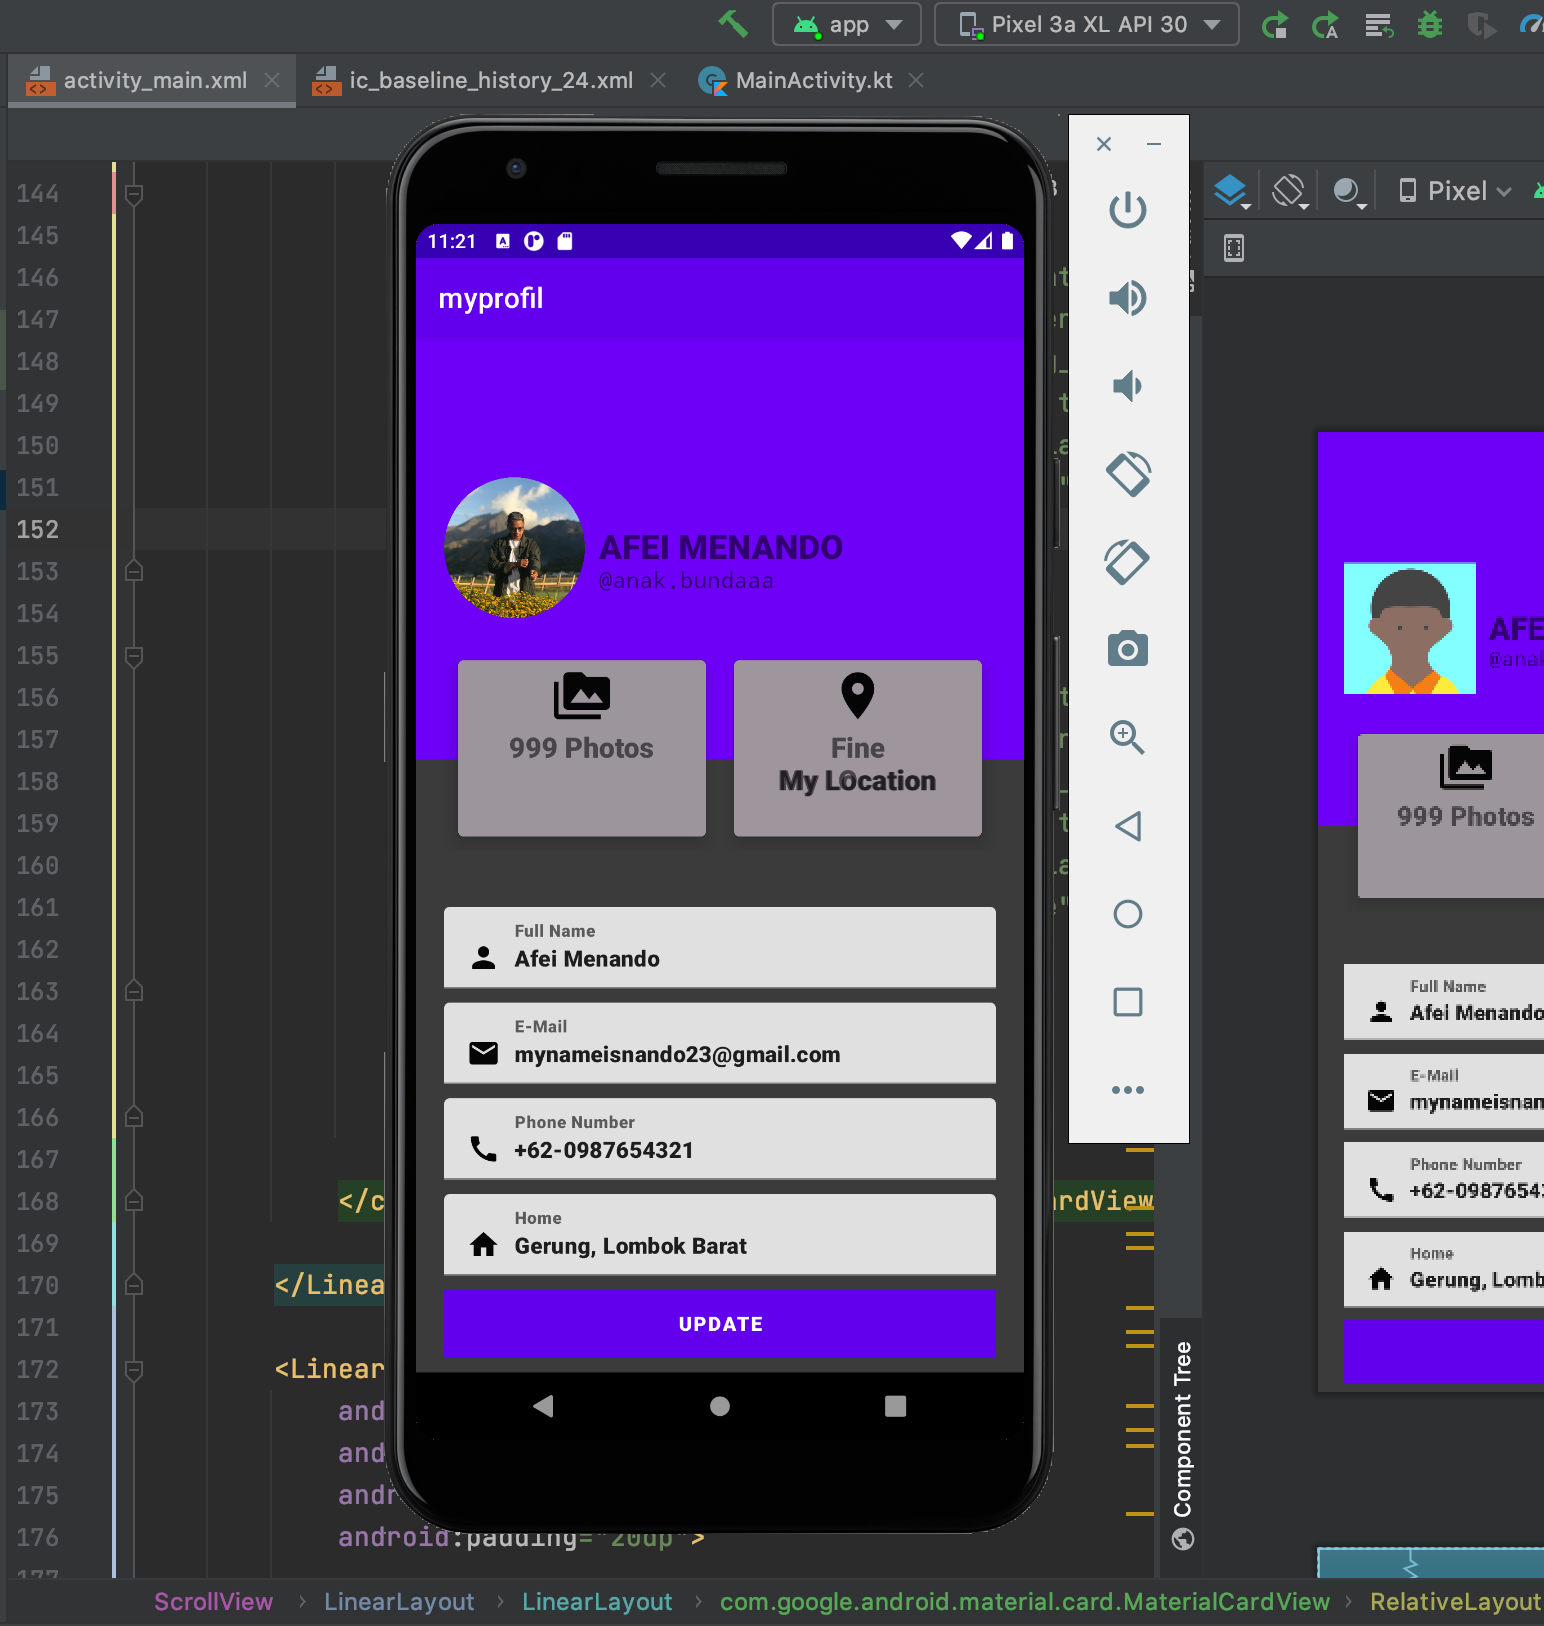 app
Pixel 3a XL API 30
activity_main.xml
ic_baseline_history_24.xml
MainActivity.kt
Pixel
144
145
146
147
148
149
150
151
152
153
154
155
156
157
158
159
160
161
162
163
164
165
166
167
168
169
170
171
172
173
174
175
176
</c
rdView
</Linea
<Linear
and
and
andr
android:padding="20dp">
11:21
myprofil
AFEI MENANDO
@anak.bundaaa
999 Photos
Fine
My Location
Full Name
Afei Menando
E-Mail
mynameisnando23@gmail.com
Phone Number
+62-0987654321
Home
Gerung, Lombok Barat
UPDATE
AFE
@anak
999 Photos
Full Name
Afei Menando
E-Mail
mynameisnan
Phone Number
+62-0987654
Home
Gerung, Lomb
Component Tree
ScrollView
LinearLayout
LinearLayout
com.google.android.material.card.MaterialCardView
RelativeLayout